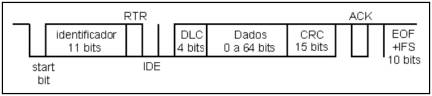 RTR
ACK
identificador
11 bits
DLC
4 bits
Dados
0 a 64 bits
CRC
15 bits
EOF
+IFS
10 bits
start
bit
IDE